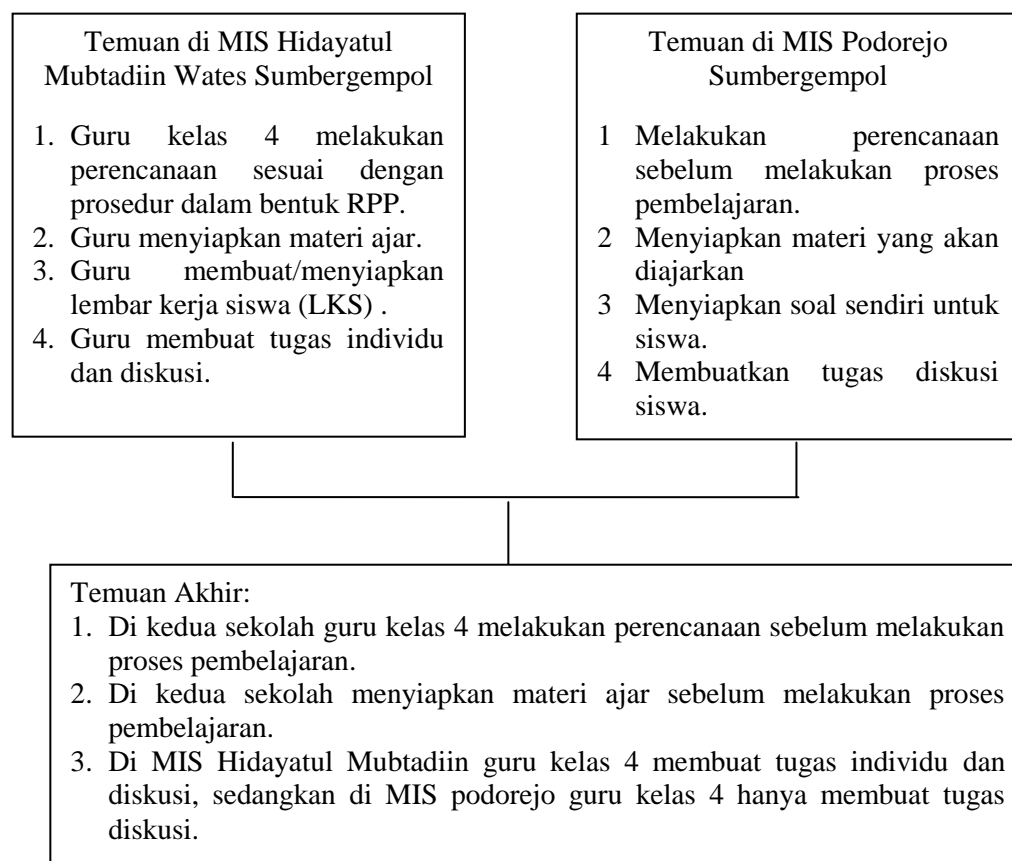 Temuan di MIS Hidayatul
Mubtadiin Wates Sumbergempol
1. Guru kelas 4 melakukan
perencanaan sesuai dengan
prosedur dalam bentuk RPP.
2. Guru menyiapkan materi ajar.
3. Guru membuat/menyiapkan
lembar kerja siswa (LKS) .
4. Guru membuat tugas individu
dan diskusi.
Temuan di MIS Podorejo
Sumbergempol
1 Melakukan perencanaan
sebelum melakukan proses
pembelajaran.
2 Menyiapkan materi yang akan
diajarkan
3 Menyiapkan soal sendiri untuk
siswa.
4 Membuatkan tugas diskusi
siswa.
Temuan Akhir:
1. Di kedua sekolah guru kelas 4 melakukan perencanaan sebelum melakukan
proses pembelajaran.
2. Di kedua sekolah menyiapkan materi ajar sebelum melakukan proses
pembelajaran.
3. Di MIS Hidayatul Mubtadiin guru kelas 4 membuat tugas individu dan
diskusi, sedangkan di MIS podorejo guru kelas 4 hanya membuat tugas
diskusi.